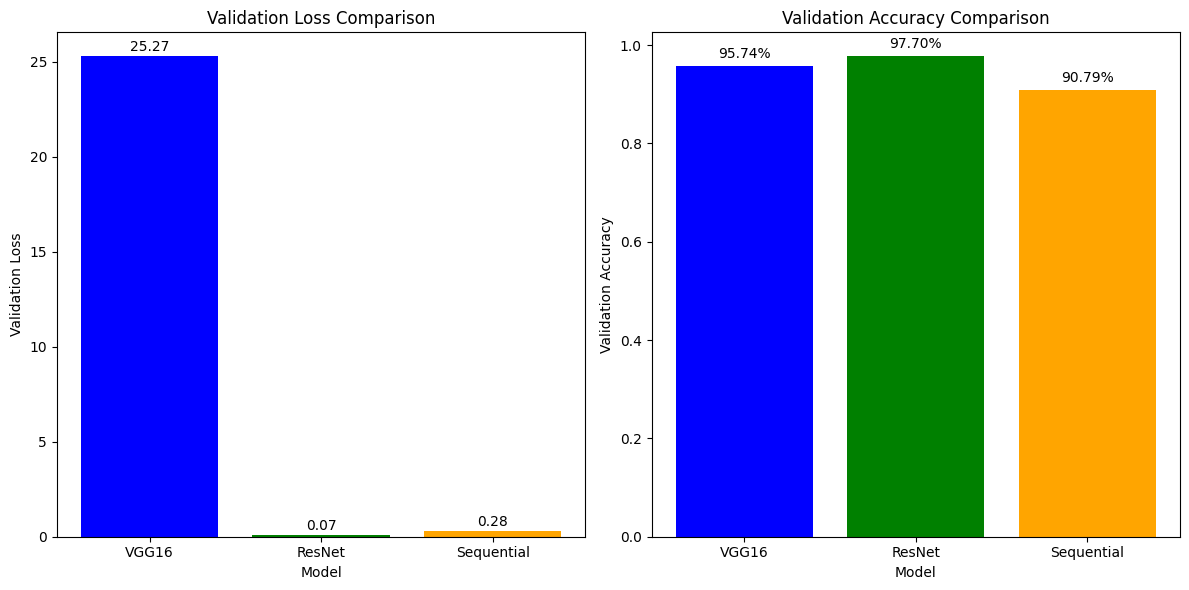 Validation Loss Comparison
25.27
0.07
0.28
25
20
15
10
5
0
Validation Loss
VGG16 ResNet Sequential
Model
Validation Accuracy Comparison
95.74% 97.70% 90.79%
1.0
0.8
0.6
0.4
0.2
0.0
Validation Accuracy
VGG16 ResNet Sequential
Model